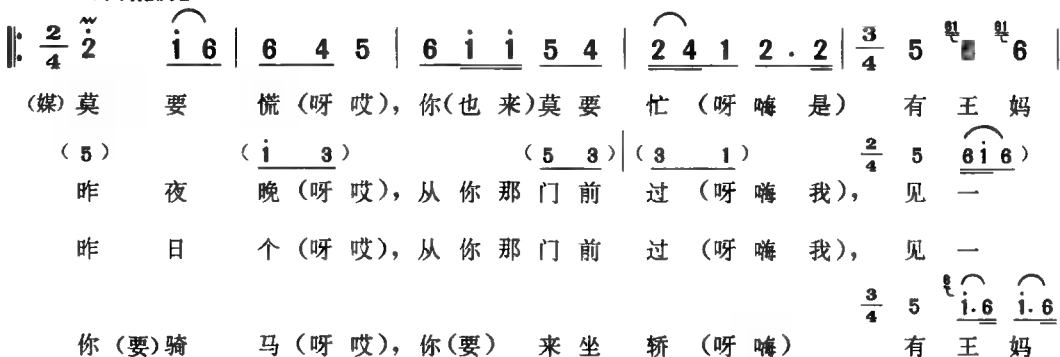 2/4 2 i 6 | 6 4 5 | 6 i i 5 4 | 2 4 1 2 . 2 | 3/4 5 61 61 6 |
(媒)莫 要 慌(呀 哎), 你(也 来)莫 要 忙 (呀 嗨 是) 有 王 妈
( 5 ) ( i 3 ) ( 5 3 ) | ( 3 1 ) 2/4 5 6 i 6 )
昨 夜 晚(呀 哎), 从 你 那 门 前 过 (呀 嗨 我), 见 一
昨 日 个(呀 哎), 从 你 那 门 前 过 (呀 嗨 我), 见 一
3/4 5 6 i.6 i.6
你(要)骑 马(呀 哎), 你(要) 来 坐 轿 (呀 嗨) 有 王 妈